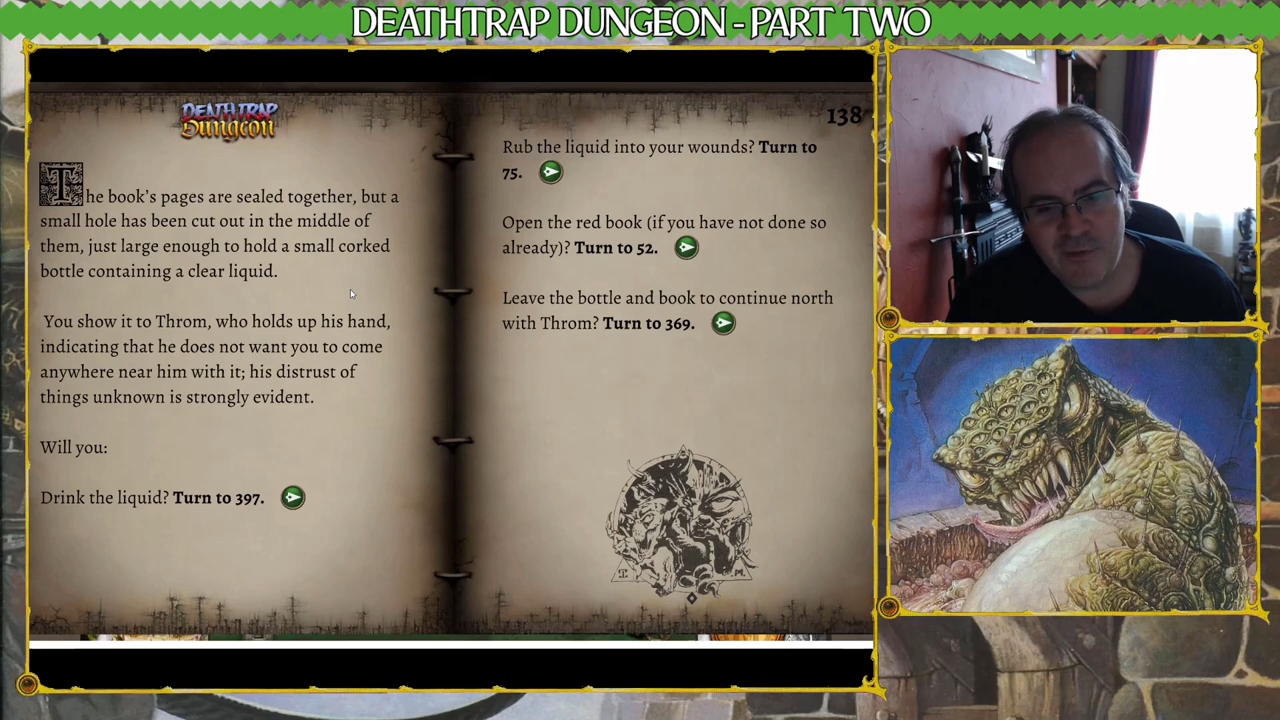 DEATHTRAP DUNGEON - PART TWO
DEATHTRAP
Dungeon
138
The book's pages are sealed together, but a
small hole has been cut out in the middle of
them, just large enough to hold a small corked
bottle containing a clear liquid.
You show it to Throm, who holds up his hand,
indicating that he does not want you to come
anywhere near him with it; his distrust of
things unknown is strongly evident.
Will you:
Drink the liquid? Turn to 397.
Rub the liquid into your wounds? Turn to
75.
Open the red book (if you have not done so
already)? Turn to 52.
Leave the bottle and book to continue north
with Throm? Turn to 369.